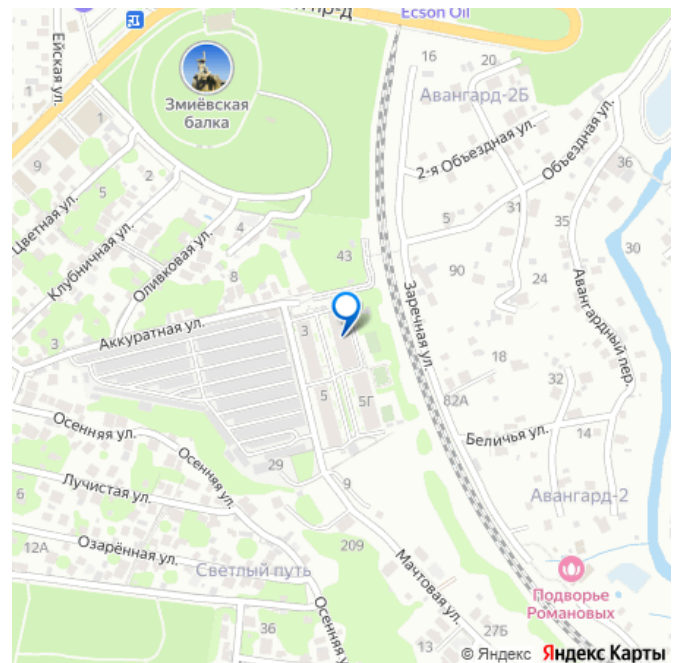 Ейская ул.
Ecson Oil
16
20
Авангард-2Б
Змиёвская
балка
1
9
2
5
2-я Объездная ул.
Объездная ул.
36
Цветная ул.
Клубничная ул.
Оливковая ул.
4
8
43
5
31
35
30
90
24
Заречная ул.
Авангардный пер.
Аккуратная ул.
3
3
18
32
82А
5
5Г
Беличья ул.
14
Осенняя ул.
Осенняя ул.
29
9
Лучистая ул.
6
Авангард-2
Озарённая ул.
12А
209
Светлый путь
Мачтовая ул.
Подворье
Романовых
Осенняя ул.
36
13
27Б
© Яндекс Яндекс Карты